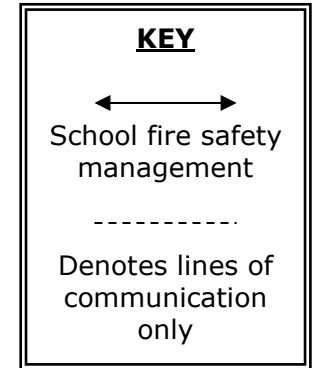 KEY
School fire safety
management
Denotes lines of
communication
only